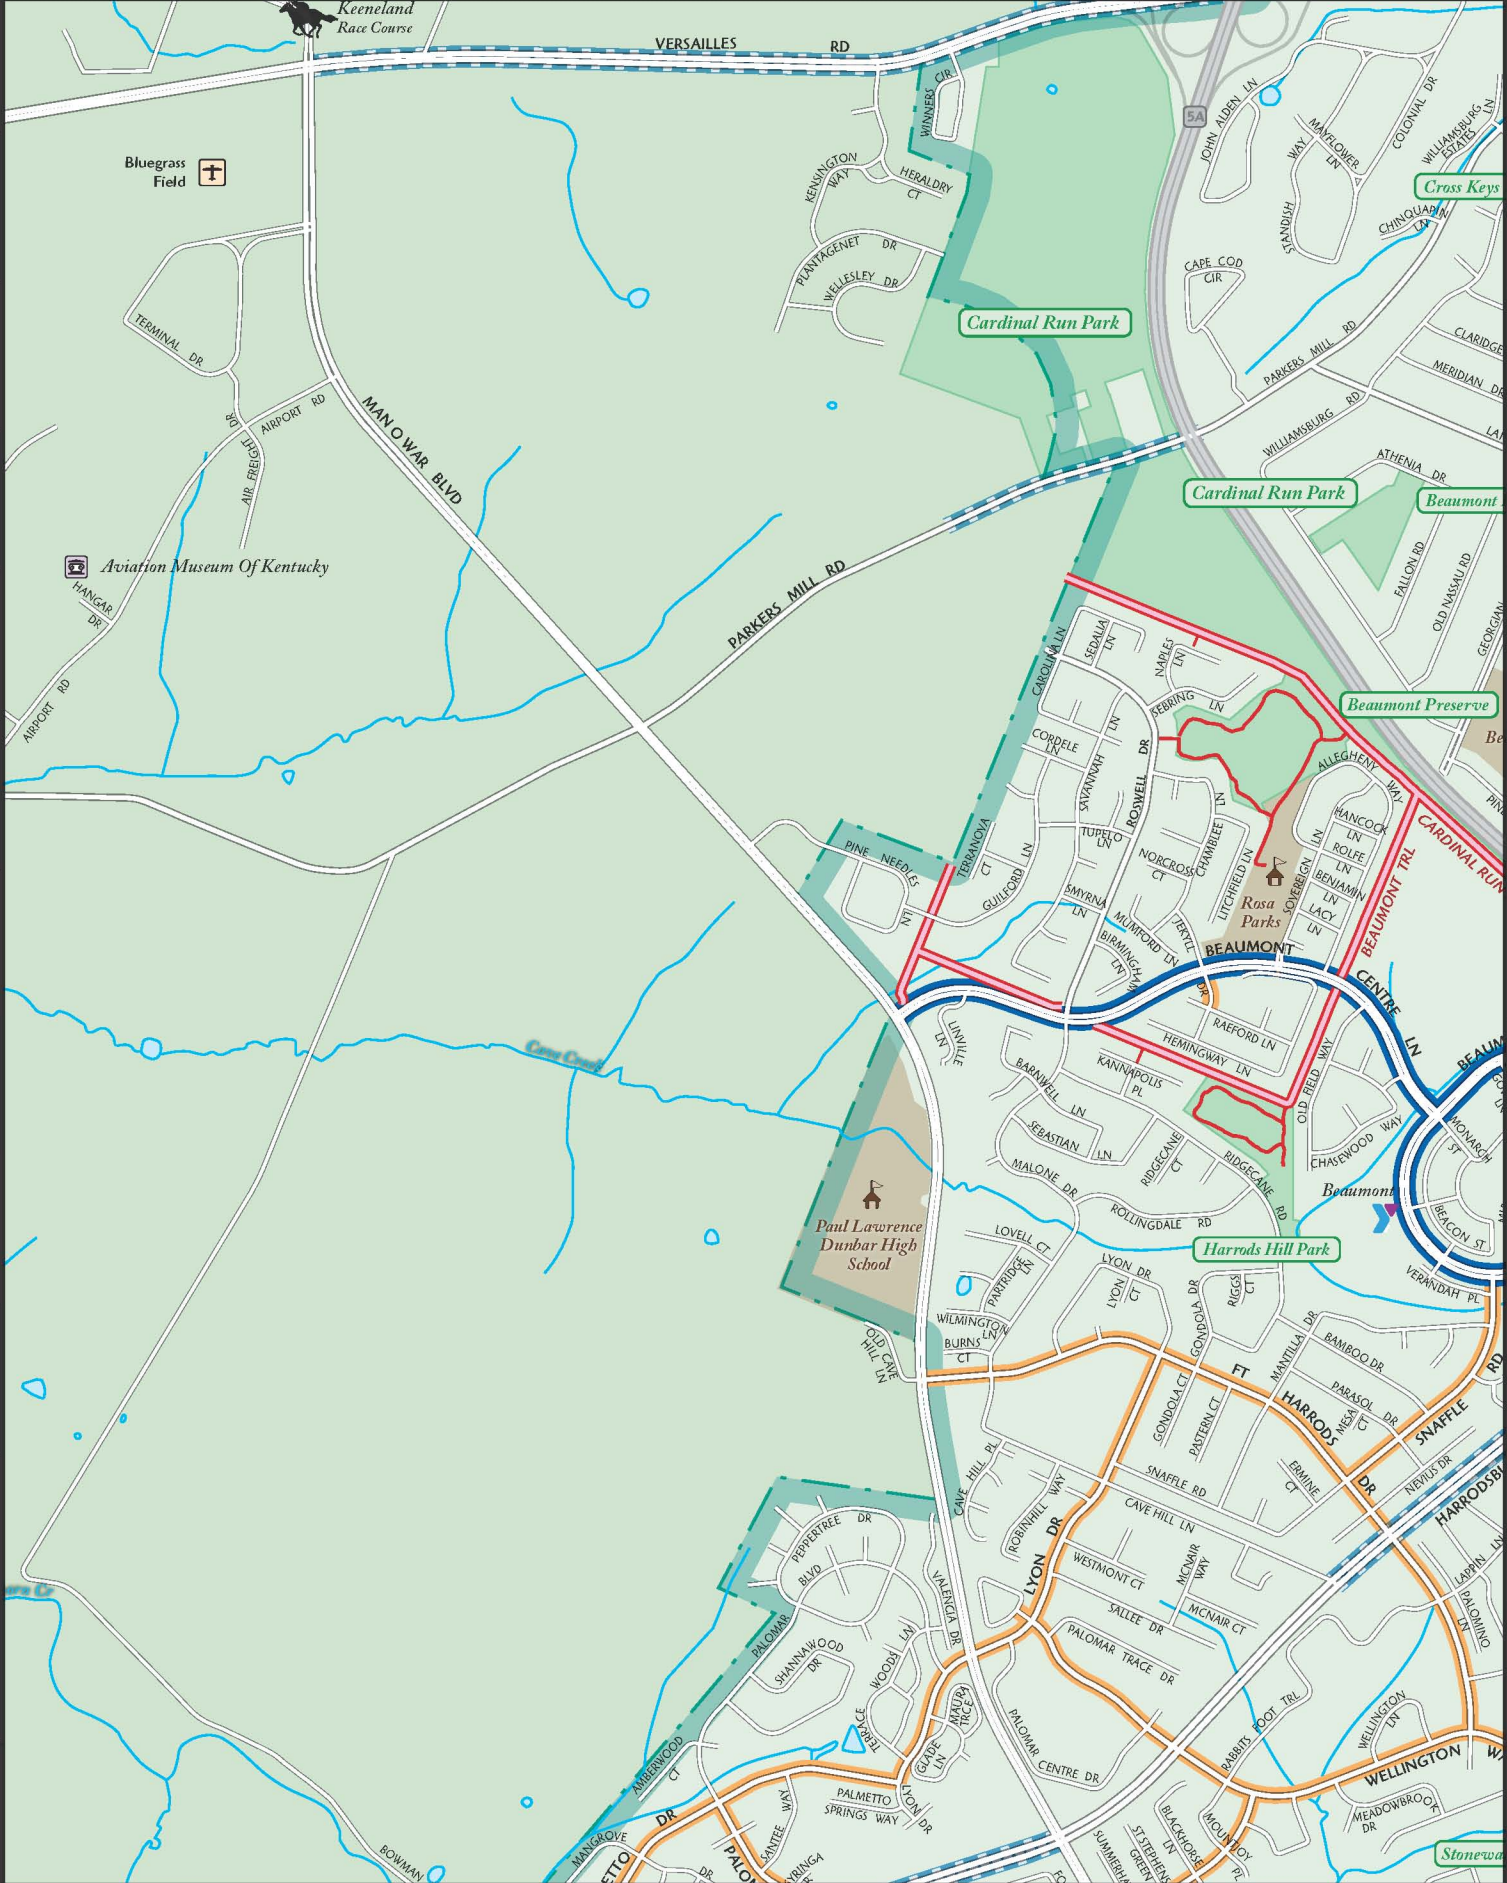 Keeneland
Race Course
VERSAILLES RD
5A
WINNERS CIR
JOHN ALDEN LN
COLONIAL DR
MAYFLOWER LN
WAY
STANDISH
WILLIAMSBURG
ESTATES LN
Cross Keys
CHINQUAPIN
LN
CAPE COD
CIR
Bluegrass
Field
KENSINGTON
WAY
HERALDRY
CT
PLANTAGENET DR
WELLESLEY DR
TERMINAL DR
Cardinal Run Park
PARKERS MILL RD
CLARIDGE
MERIDIAN DR
WILLIAMSBURG RD
AIRPORT RD
AIR FREIGHT DR
MAN O WAR BLVD
ATHENIA DR
Cardinal Run Park
Beaumont
Aviation Museum Of Kentucky
HANGAR
DR
AIRPORT RD
PARKERS MILL RD
FALLON RD
OLD NASSAU RD
GEORGIAN
CAROLINA LN
SEDALIA
LN
NAPLES
LN
SEBRING LN
Beaumont Preserve
Be
CORDELE
LN
SAVANNAH LN
ROSWELL DR
ALLEGHENY WAY
PINE NEEDLES LN
TERRANOVA
CT
GUILFORD LN
TUPELO
LN
NORCROSS
CT
CHAMBLEE LN
LITCHFIELD LN
HANCOCK
LN
ROLFE
LN
BENJAMIN
LN
LACY
LN
SOVEREIGN LN
Rosa
Parks
BEAUMONT TRL
CARDINAL RUN
SMYRNA
LN
MUMFORD LN
BIRMINGHAM
LN
JEKYLL
DR
BEAUMONT CENTRE LN
LINVILLE
LN
RAEFORD LN
HEMINGWAY LN
KANNAPOLIS
PL
OLD FIELD WAY
BEAUM
Cave Creek
BARNWELL LN
SEBASTIAN LN
RIDGECANE
CT
RIDGECANE RD
CHASEWOOD WAY
MONARCH
ST
MALONE DR
ROLLINGDALE RD
Beaumont
BEACON ST
Paul Lawrence
Dunbar High
School
LOVELL CT
PARTRIDGE
LN
Harrods Hill Park
VERANDAH PL
LYON DR
LYON
CT
GONDOLA DR
RIGGS
CT
WILMINGTON
LN
BURNS
CT
OLD CAVE
HILL LN
MANTILLA DR
BAMBOO DR
PARASOL DR
MESA
CT
FT HARRODS DR
GONDOLA CT
PASTERN CT
SNAFFLE RD
NEVIUS DR
HARRODSBU
CAVE HILL PL
SNAFFLE RD
ERMINE
CT
CAVE HILL LN
ROBINHILL WAY
LYON DR
PEPPERTREE DR
BLVD
PALOMAR
VALENCIA DR
WESTMONT CT
MCNAIR
WAY
MCNAIR CT
SALLEE DR
PALOMAR TRACE DR
LAPPIN LN
PALOMINO
LN
SHANNAWOOD
DR
WOODS LN
TERRACE
MAURA
TRCE
GLADE
LN
PALOMAR CENTRE DR
RABBITS FOOT TRL
WELLINGTON
LN
WELLINGTON
AMBERWOOD
CT
PALMETTO
SPRINGS WAY
LYON DR
SANTEE WAY
MEADOWBROOK
DR
MANGROVE
DR
BLACKHORSE
LN
MOUNTJOY
PL
ST STEPHENS
GREEN
SUMMERHA
Stonewa
BOWMAN